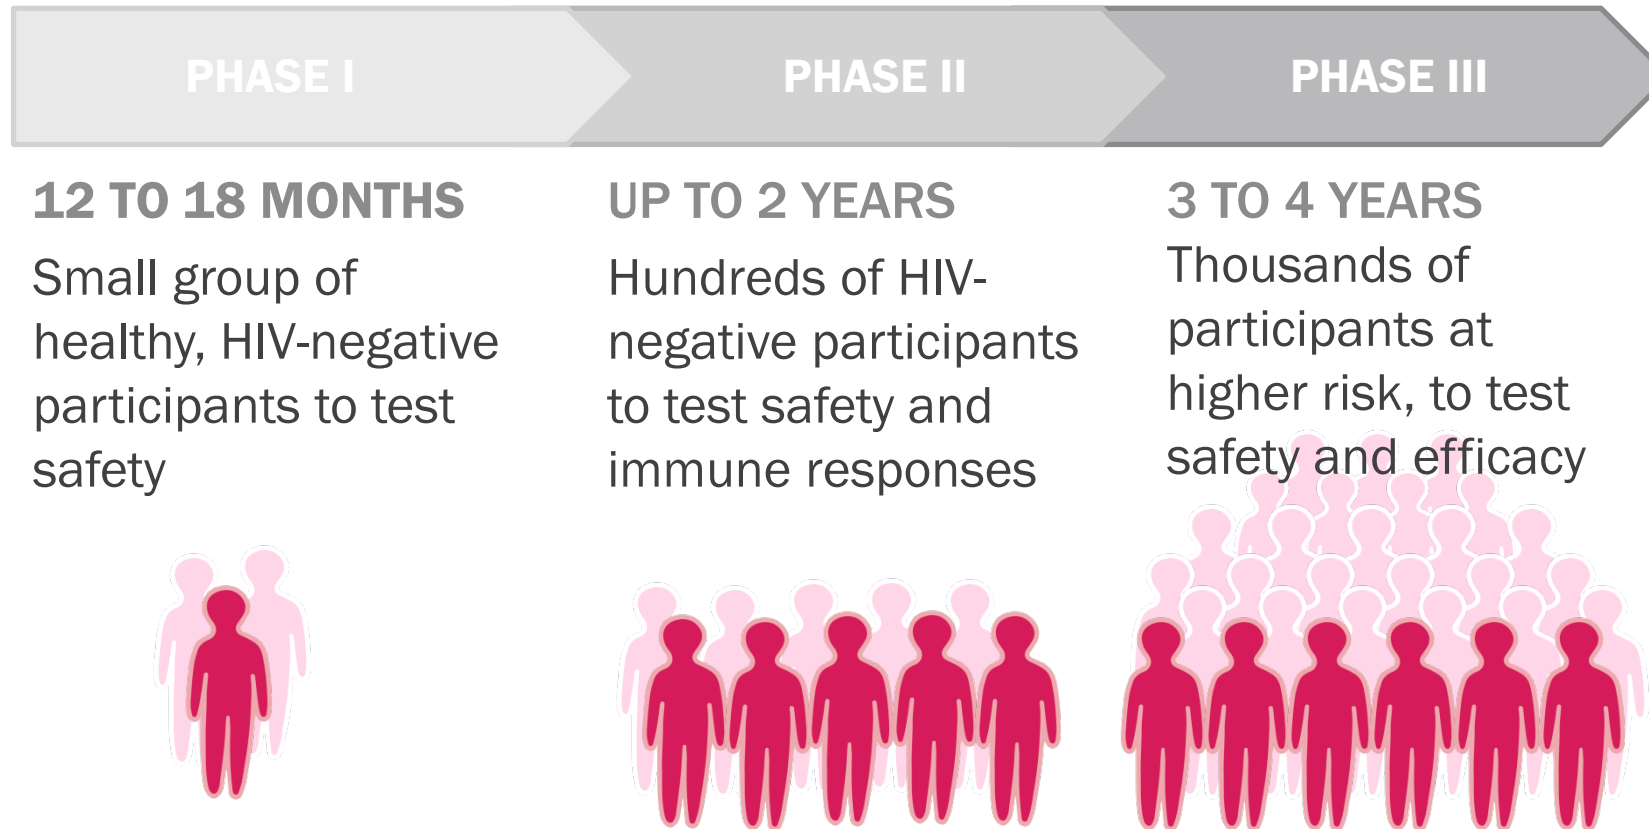 PHASE I
PHASE II
PHASE III
12 TO 18 MONTHS
Small group of
healthy, HIV-negative
participants to test
safety
UP TO 2 YEARS
Hundreds of HIV-
negative participants
to test safety and
immune responses
3 TO 4 YEARS
Thousands of
participants at
higher risk, to test
safety and efficacy